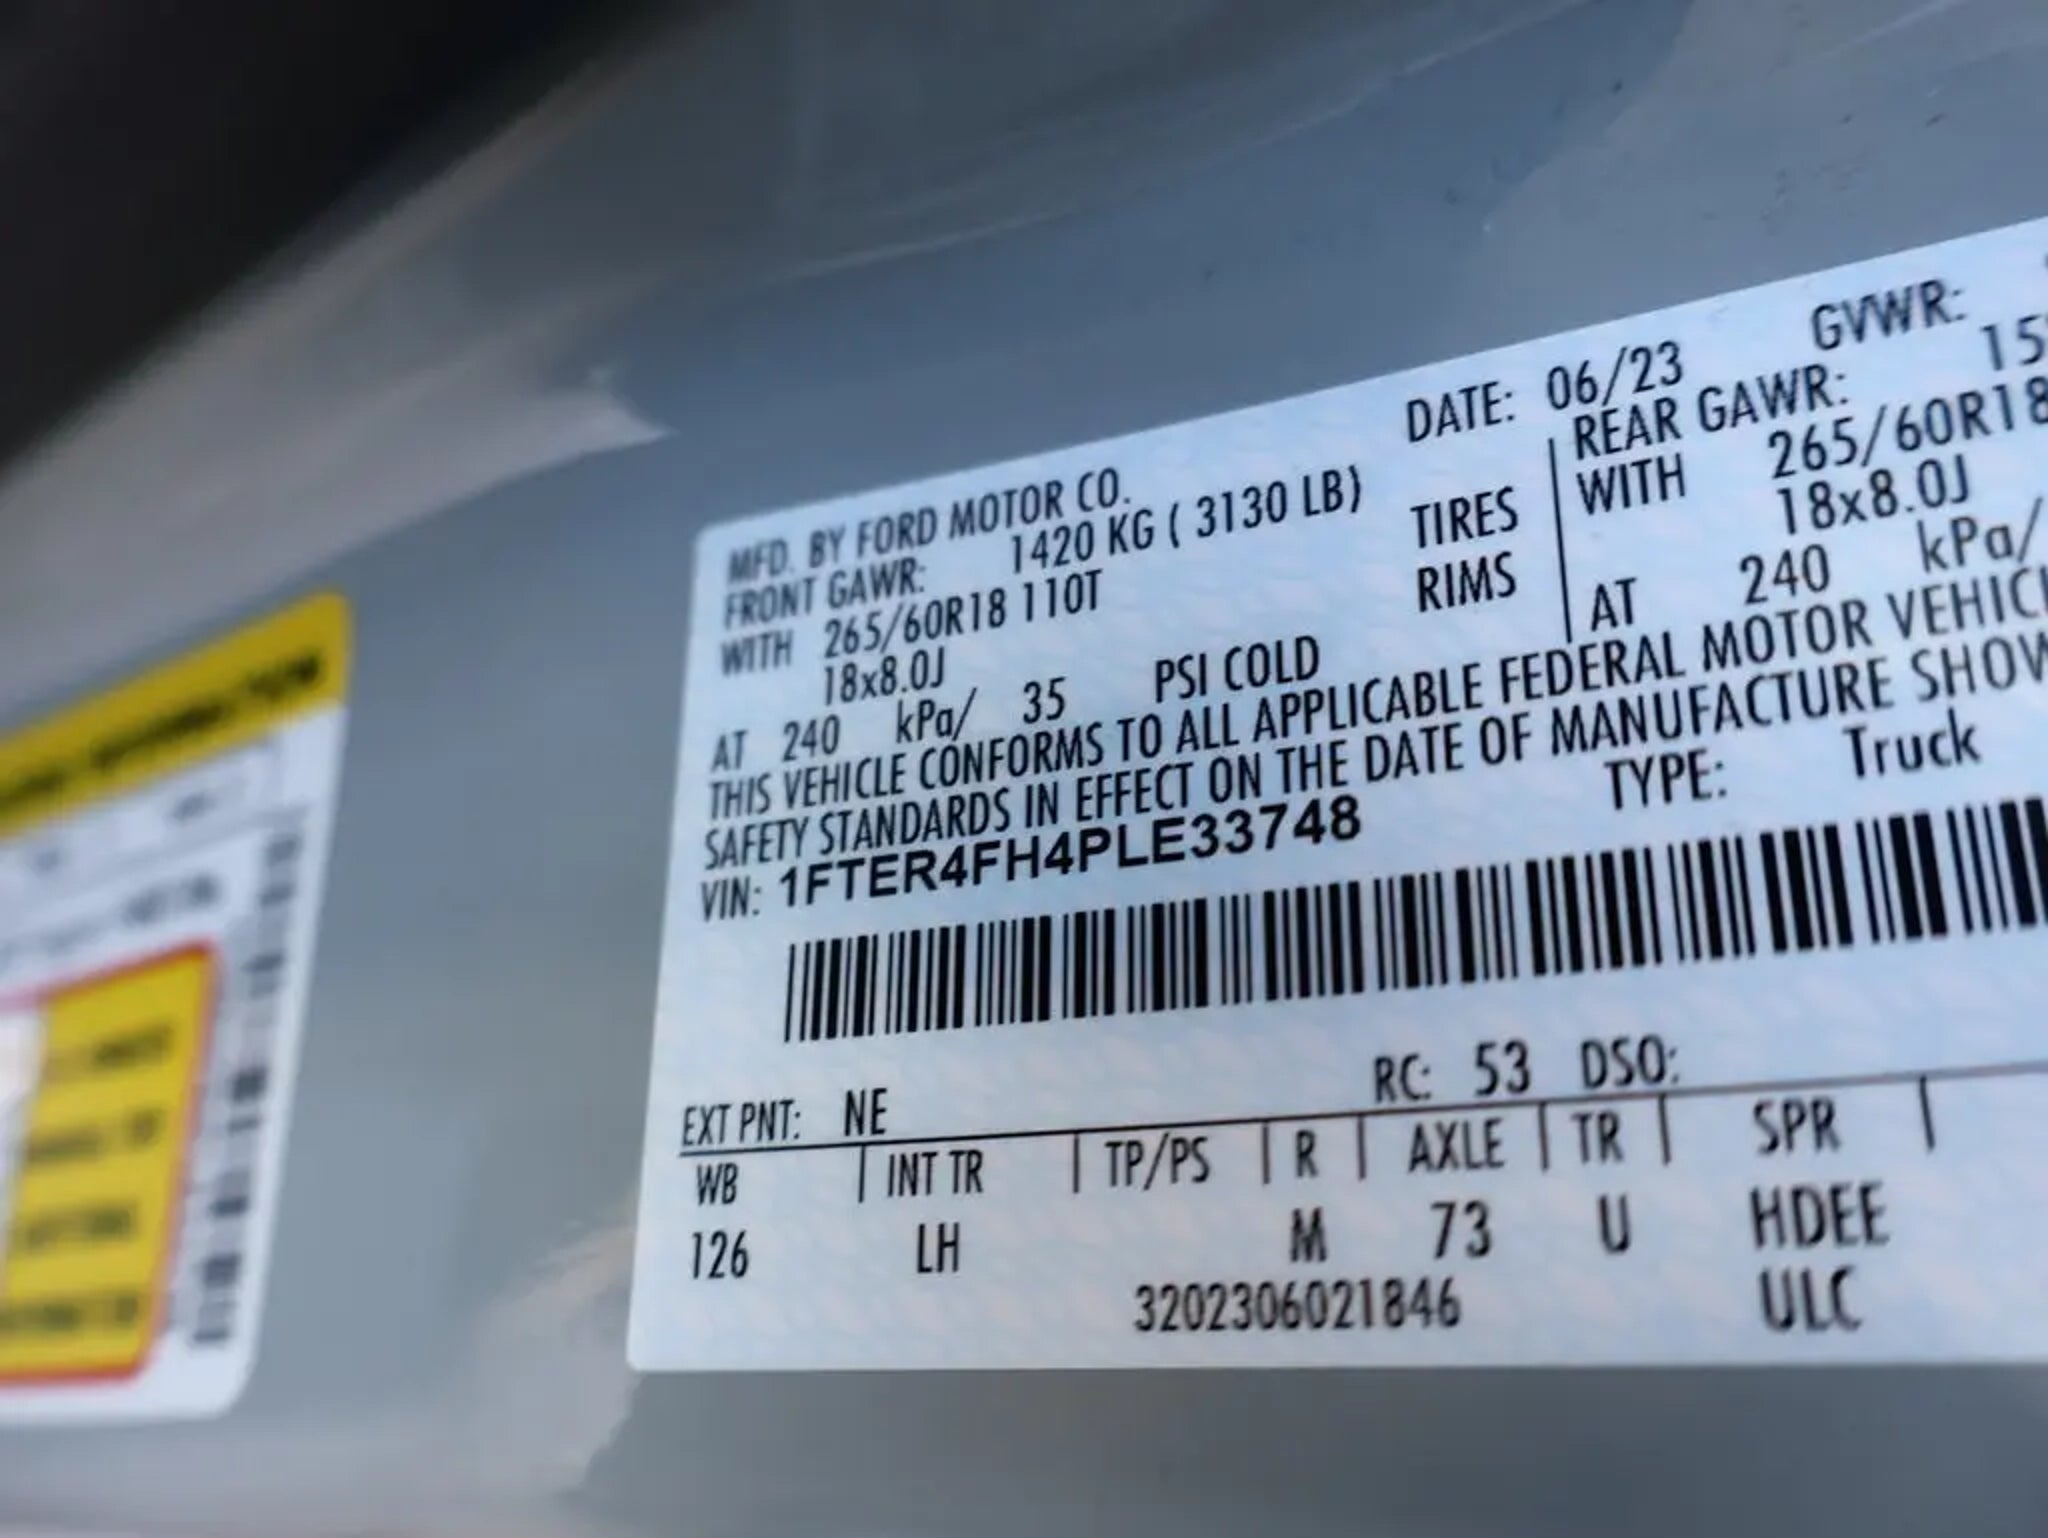 MFD. BY FORD MOTOR CO.
DATE: 06/23
GVWR:
FRONT GAWR: 1420 KG ( 3130 LB)
REAR GAWR: 15
WITH 265/60R18 110T
TIRES
WITH 265/60R18
18x8.0J
RIMS
18x8.0J
AT 240 kPa/ 35 PSI COLD
AT 240 kPa/
THIS VEHICLE CONFORMS TO ALL APPLICABLE FEDERAL MOTOR VEHICL
SAFETY STANDARDS IN EFFECT ON THE DATE OF MANUFACTURE SHOW
VIN: 1FTER4FH4PLE33748
TYPE: Truck
EXT PNT: NE
RC: 53 DSO:
WB | INT TR | TP/PS | R | AXLE | TR | SPR |
126 LH M 73 U HDEE
3202306021846 ULC